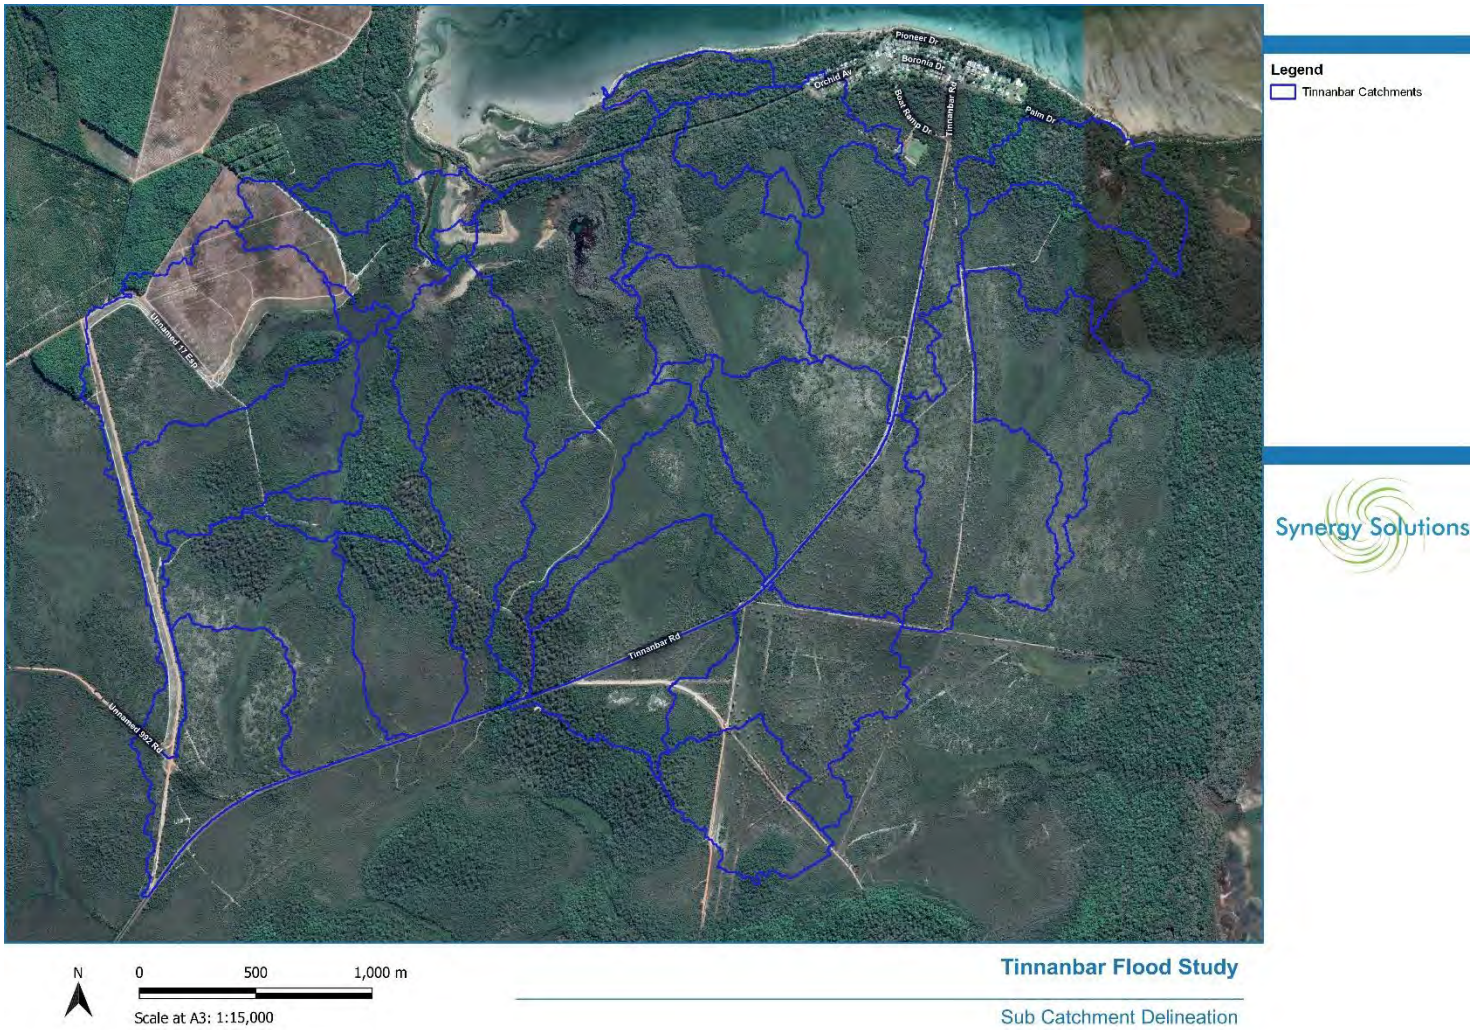 Pioneer Dr
Boronia Dr
Orchid Av
Boat Ramp Dr
Tinnanbar Rd
Palm Dr
Unnamed 17 Esp
Tinnanbar Rd
Unnamed 992 Rd
Legend
Tinnanbar Catchments
Synergy Solutions
N
0 500 1,000 m
Scale at A3: 1:15,000
Tinnanbar Flood Study
Sub Catchment Delineation